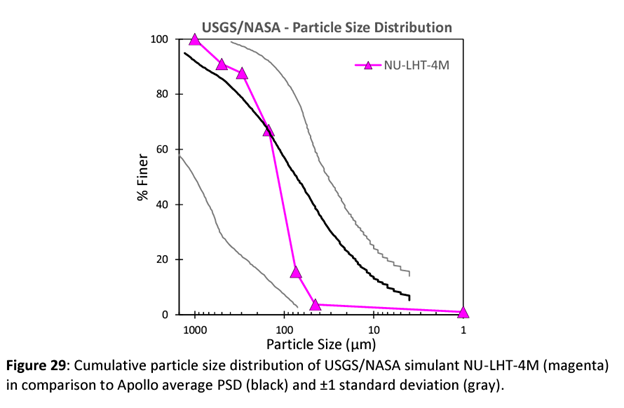 USGS/NASA - Particle Size Distribution
100
80
60
40
20
0
% Finer
NU-LHT-4M
1000
100
10
1
Particle Size (µm)
Figure 29: Cumulative particle size distribution of USGS/NASA simulant NU-LHT-4M (magenta)
in comparison to Apollo average PSD (black) and ±1 standard deviation (gray).